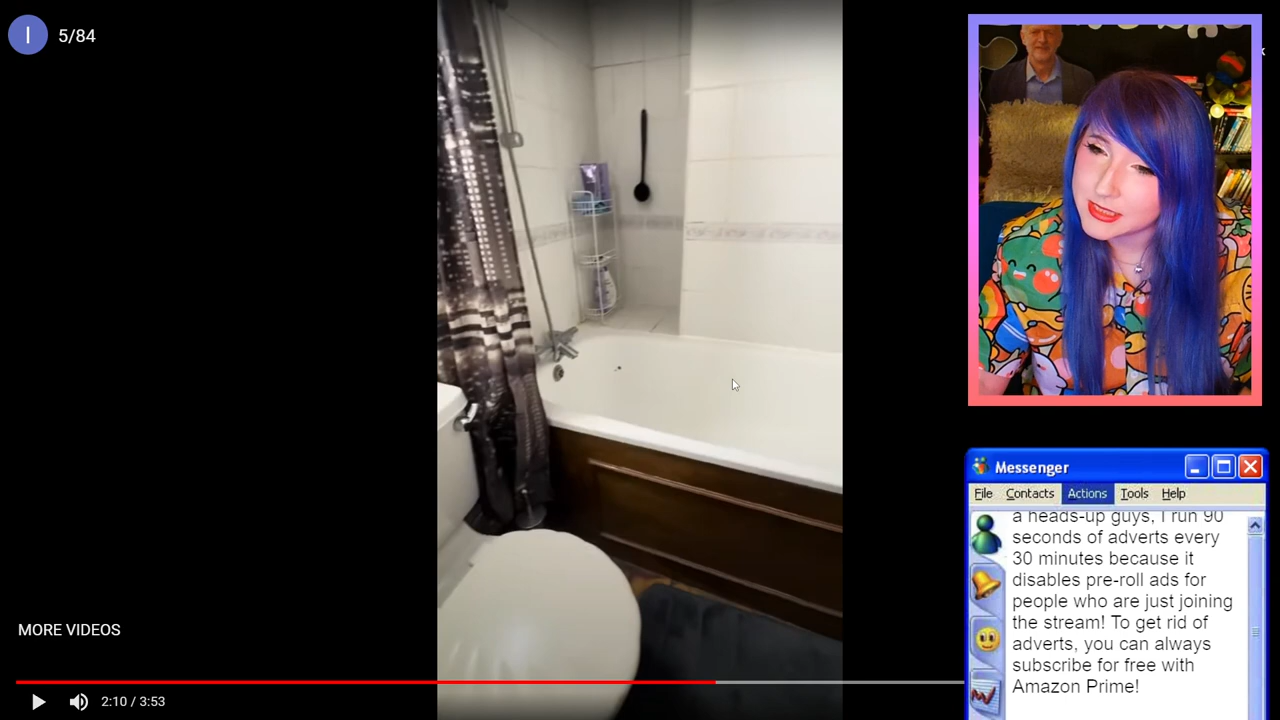 I
5/84
Messenger
File Contacts Actions Tools Help
a heads-up guys, I run 90
seconds of adverts every
30 minutes because it
disables pre-roll ads for
people who are just joining
the stream! To get rid of
adverts, you can always
subscribe for free with
Amazon Prime!
MORE VIDEOS
2:10 / 3:53